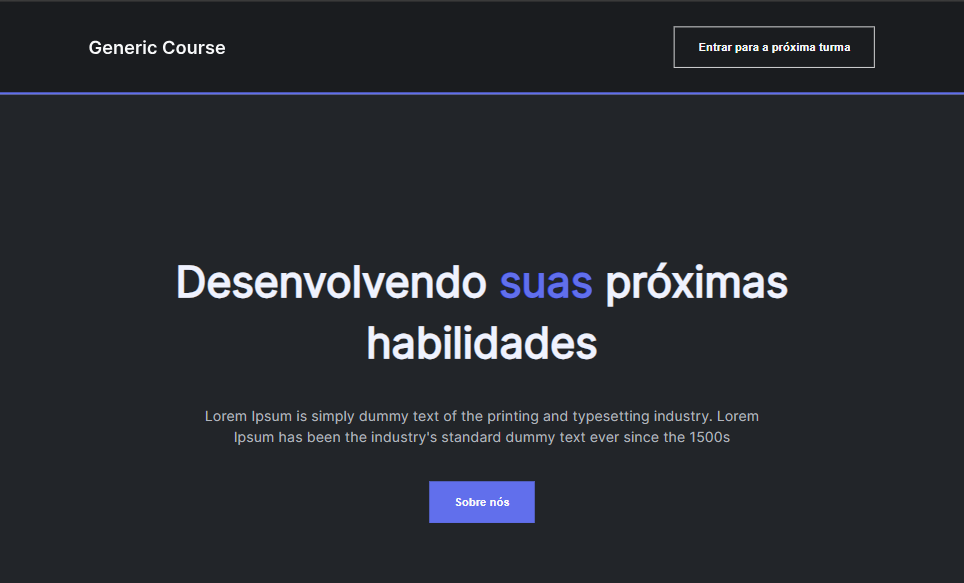 Generic Course
Entrar para a próxima turma
Desenvolvendo suas próximas
habilidades
Lorem Ipsum is simply dummy text of the printing and typesetting industry. Lorem
Ipsum has been the industry's standard dummy text ever since the 1500s
Sobre nós